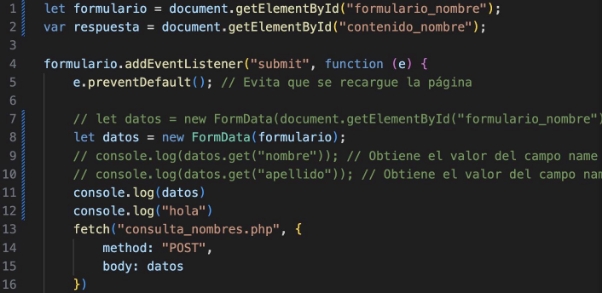 1 let formulario = document.getElementById("formulario_nombre");
2 var respuesta = document.getElementById("contenido_nombre");
3
4 formulario.addEventListener("submit", function (e) {
5 e.preventDefault(); // Evita que se recargue la página
6
7 // let datos = new FormData(document.getElementById("formulario_nombre")
8 let datos = new FormData(formulario);
9 // console.log(datos.get("nombre")); // Obtiene el valor del campo name
10 // console.log(datos.get("apellido")); // Obtiene el valor del campo nam
11 console.log(datos)
12 console.log("hola")
13 fetch("consulta_nombres.php", {
14 method: "POST",
15 body: datos
16 })